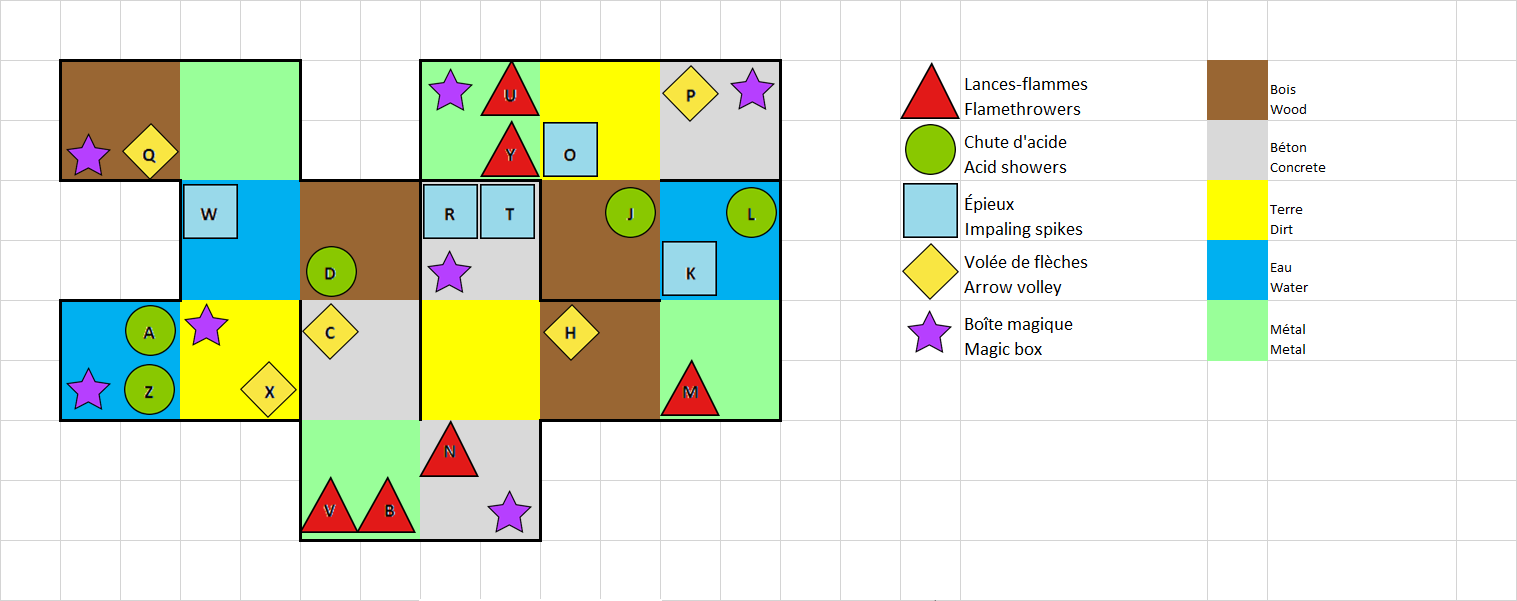 U
P
Q
Y
O
W
R
T
J
L
D
K
A
C
H
Z
X
M
N
V
B
Lances-flammes
Flamethrowers
Chute d'acide
Acid showers
Épieux
Impaling spikes
Volée de flèches
Arrow volley
Boîte magique
Magic box
Bois
Wood
Béton
Concrete
Terre
Dirt
Eau
Water
Métal
Metal